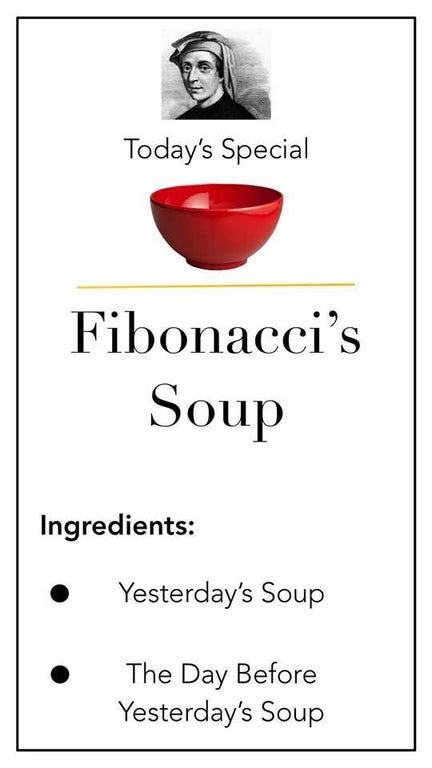 Today’s Special
Fibonacci’s
Soup
Ingredients:
● Yesterday’s Soup
● The Day Before
Yesterday’s Soup